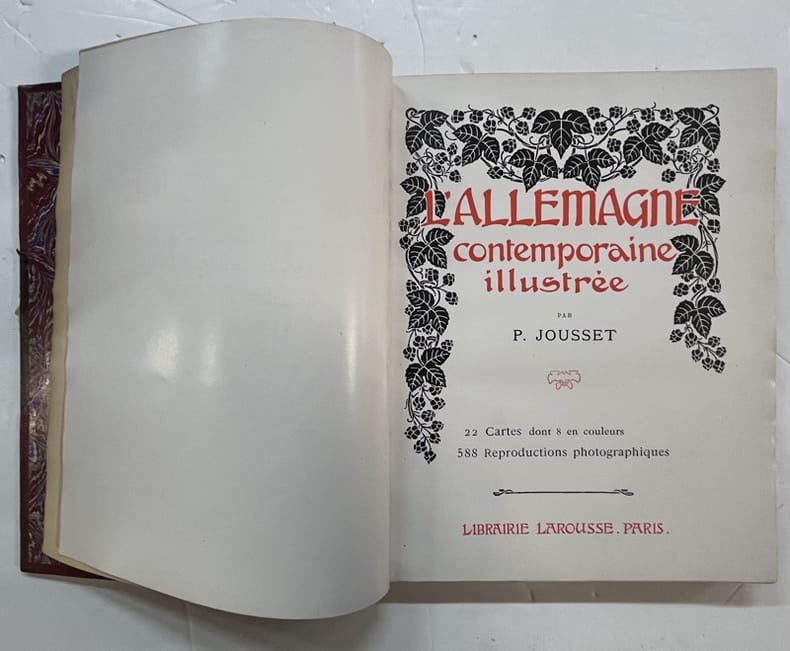 L'ALLEMAGNE
contemporaine
illustrée
PAR
P. JOUSSET
22 Cartes dont 8 en couleurs
588 Reproductions photographiques
LIBRAIRIE LAROUSSE. PARIS.